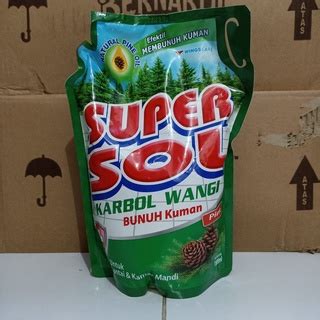 BERNARDI
NATURAL PINE OIL
Efektif
MEMBUNUH KUMAN
WINGS CARE
SUPER
SOL
KARBOL WANGI
BUNUH Kuman
Untuk
Lantai & Kamar Mandi
ATAS
ATAS